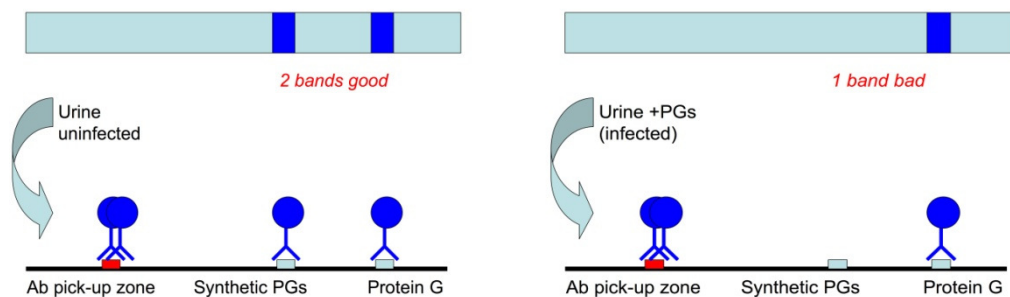 2 bands good
Urine
uninfected
Ab pick-up zone Synthetic PGs Protein G
1 band bad
Urine +PGs
(infected)
Ab pick-up zone Synthetic PGs Protein G